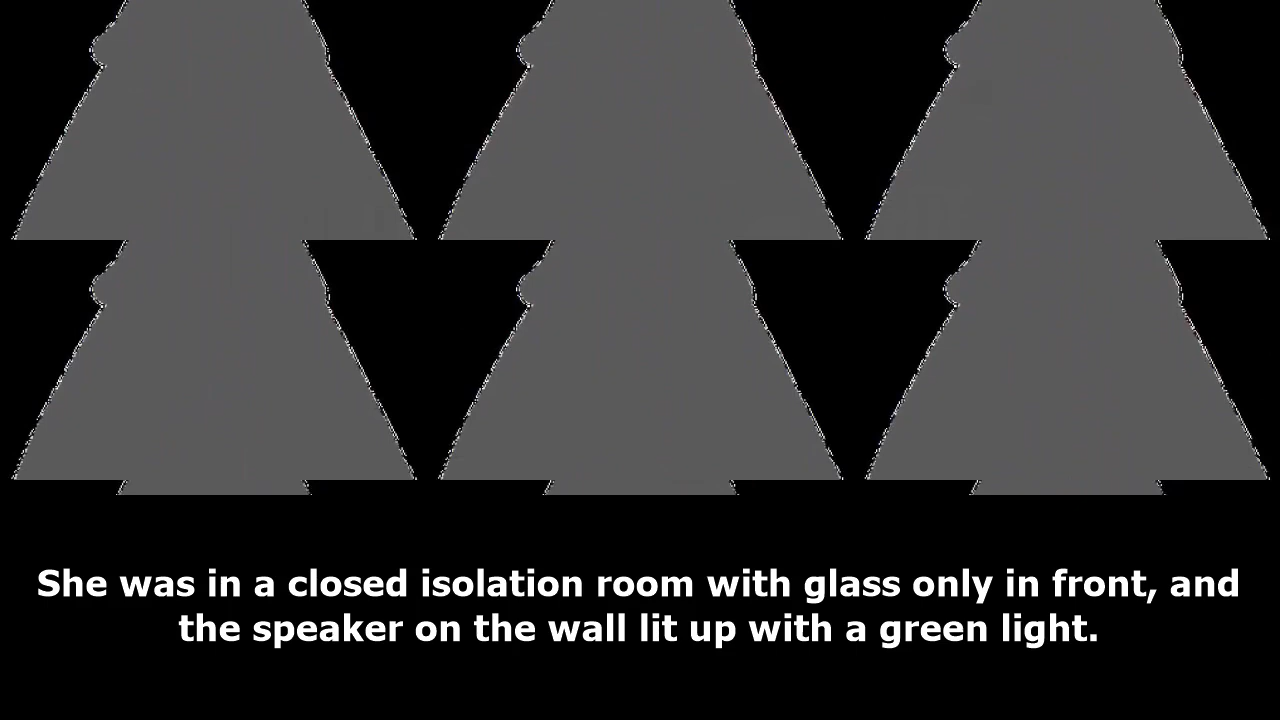 She was in a closed isolation room with glass only in front, and
the speaker on the wall lit up with a green light.